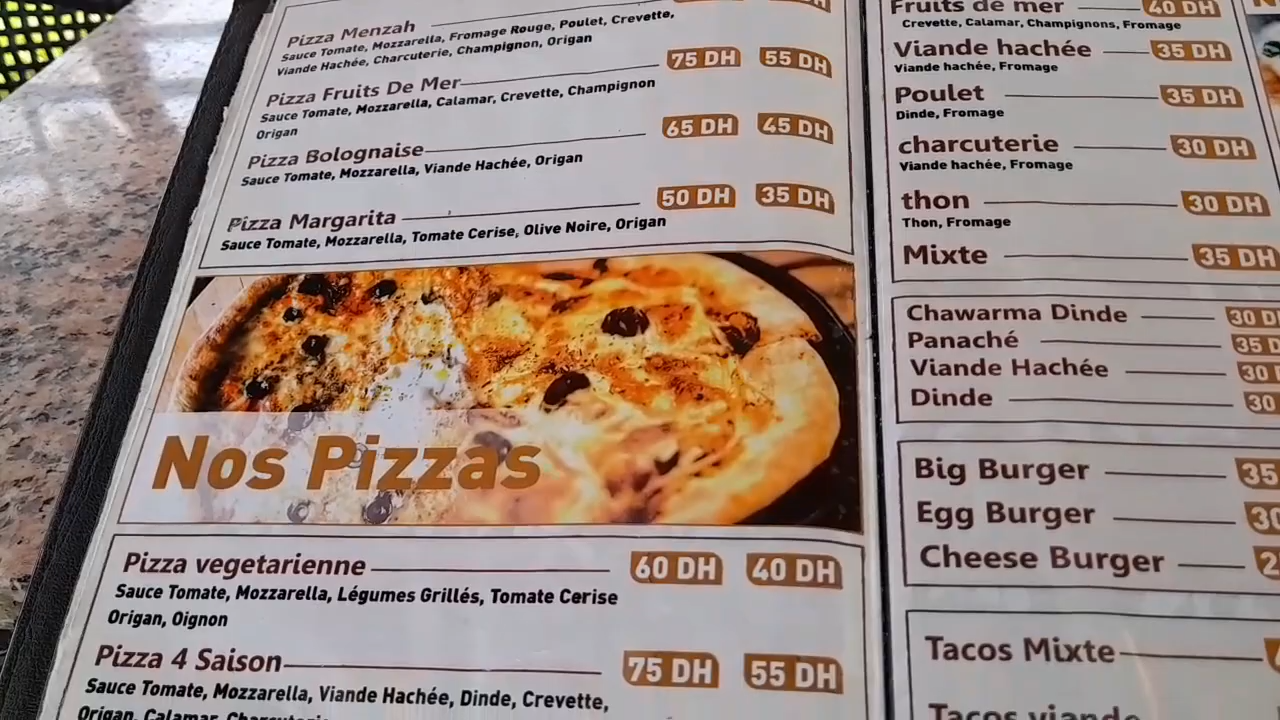 Pizza Menzah
Sauce Tomate, Mozzarella, Fromage Rouge, Poulet, Crevette,
Viande Hachée, Charcuterie, Champignon, Origan
Pizza Fruits De Mer 75 DH 55 DH
Sauce Tomate, Mozzarella, Calamar, Crevette, Champignon
Origan
Pizza Bolognaise 65 DH 45 DH
Sauce Tomate, Mozzarella, Viande Hachée, Origan
Pizza Margarita 50 DH 35 DH
Sauce Tomate, Mozzarella, Tomate Cerise, Olive Noire, Origan
Nos Pizzas
Pizza vegetarienne 60 DH 40 DH
Sauce Tomate, Mozzarella, Légumes Grillés, Tomate Cerise
Origan, Oignon
Pizza 4 Saison 75 DH 55 DH
Sauce Tomate, Mozzarella, Viande Hachée, Dinde, Crevette,
Origan, Calamar, Charcuterie
Fruits de mer 40 DH
Crevette, Calamar, Champignons, Fromage
Viande hachée 35 DH
Viande hachée, Fromage
Poulet 35 DH
Dinde, Fromage
charcuterie 30 DH
Viande hachée, Fromage
thon 30 DH
Thon, Fromage
Mixte 35 DH
Chawarma Dinde 30 D
Panaché 35 D
Viande Hachée 30
Dinde 30
Big Burger 35
Egg Burger 30
Cheese Burger 2
Tacos Mixte
Tacos viande